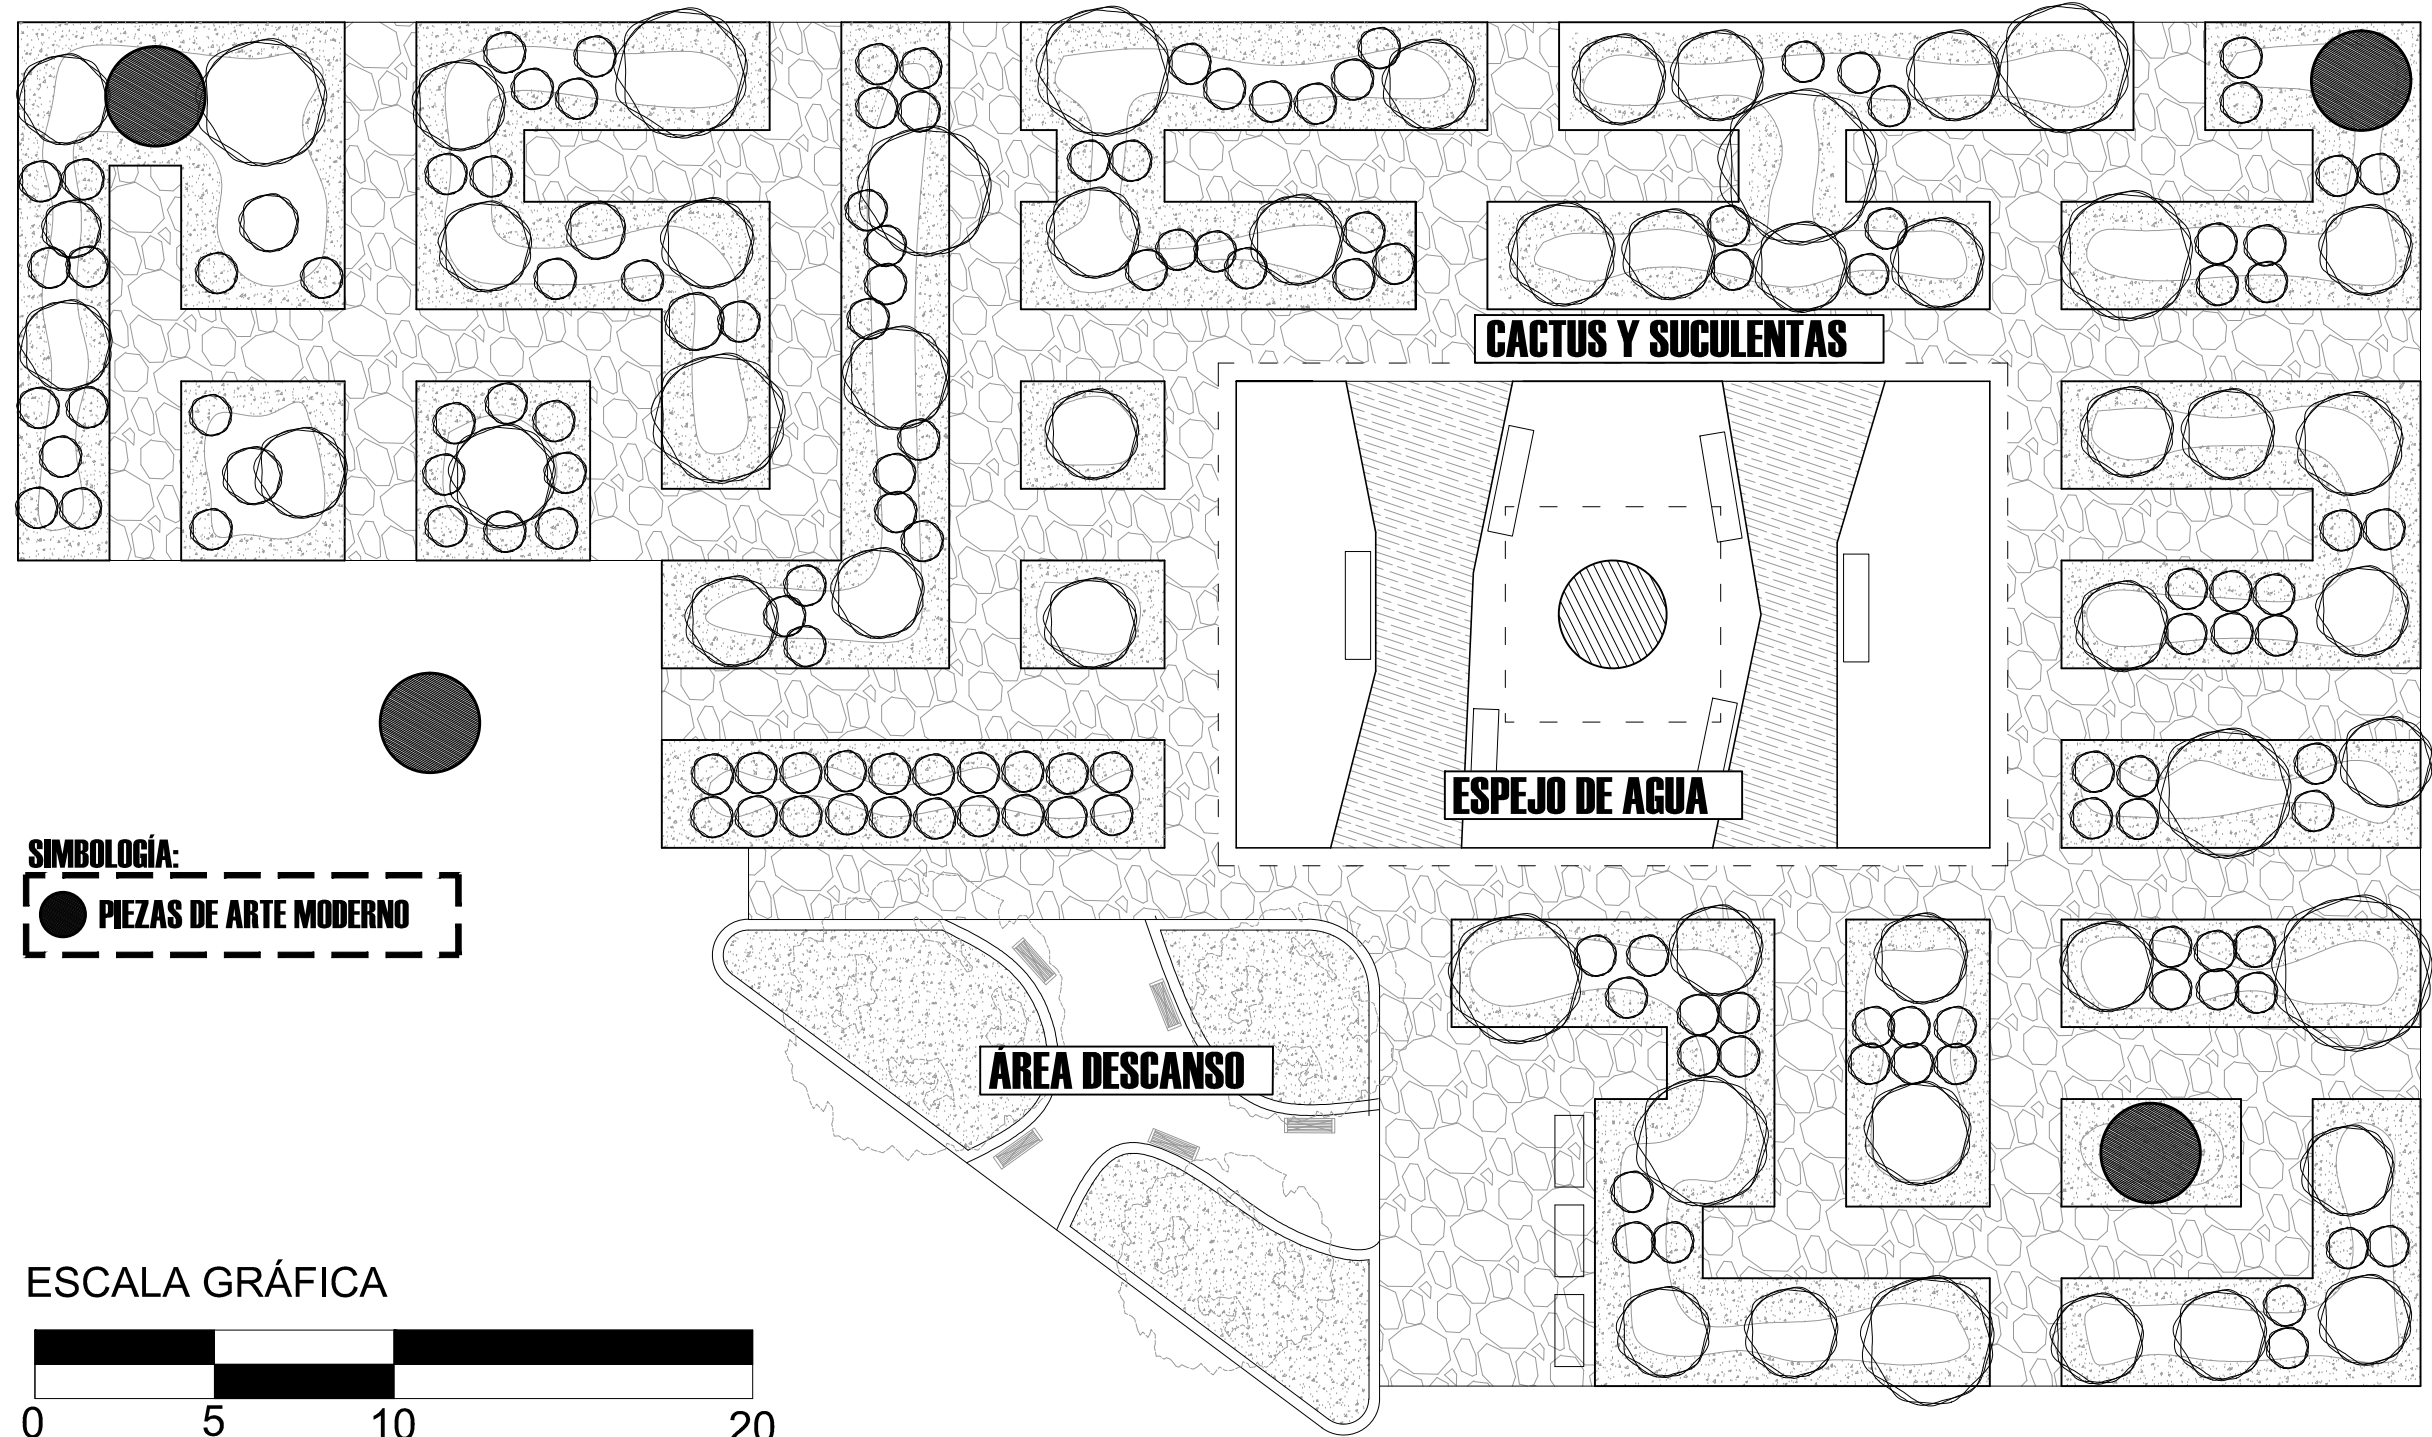 CACTUS Y SUCULENTAS
ESPEJO DE AGUA
SIMBOLOGÍA:
PIEZAS DE ARTE MODERNO
ÁREA DESCANSO
ESCALA GRÁFICA
0 5 10 20